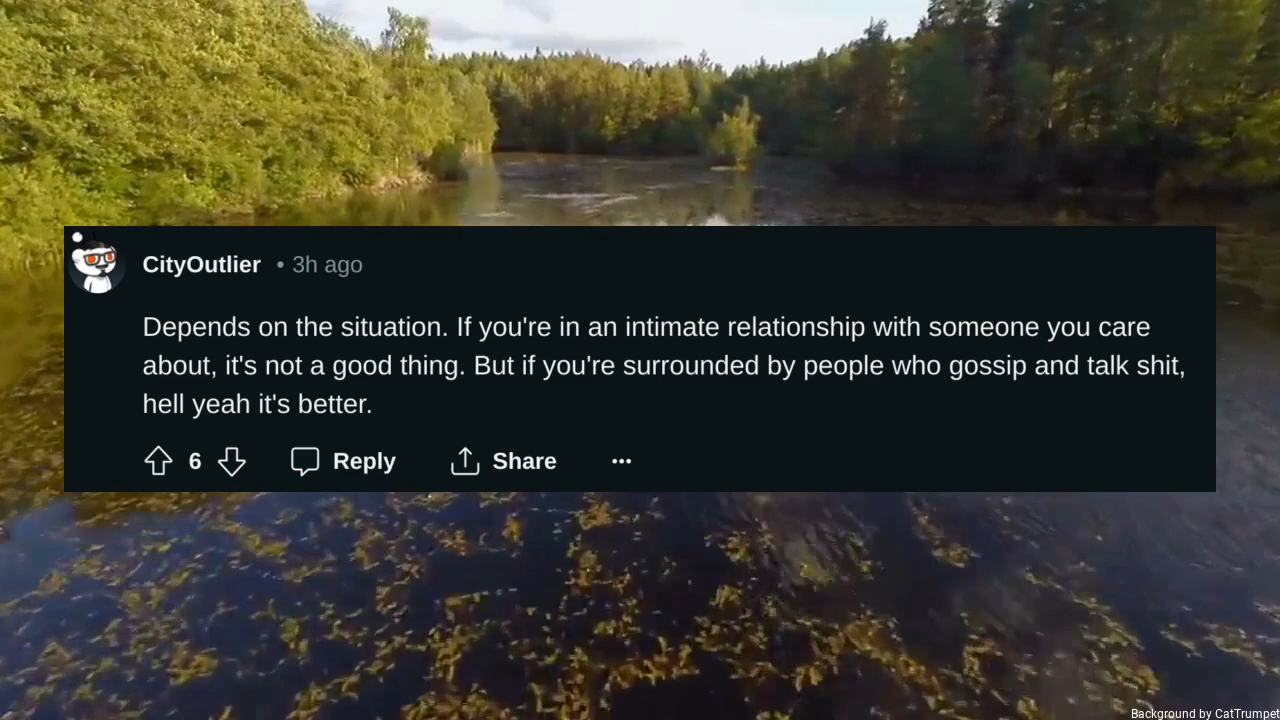 CityOutlier • 3h ago
Depends on the situation. If you're in an intimate relationship with someone you care
about, it's not a good thing. But if you're surrounded by people who gossip and talk shit,
hell yeah it's better.
6 Reply Share ···
Background by CatTrumpet